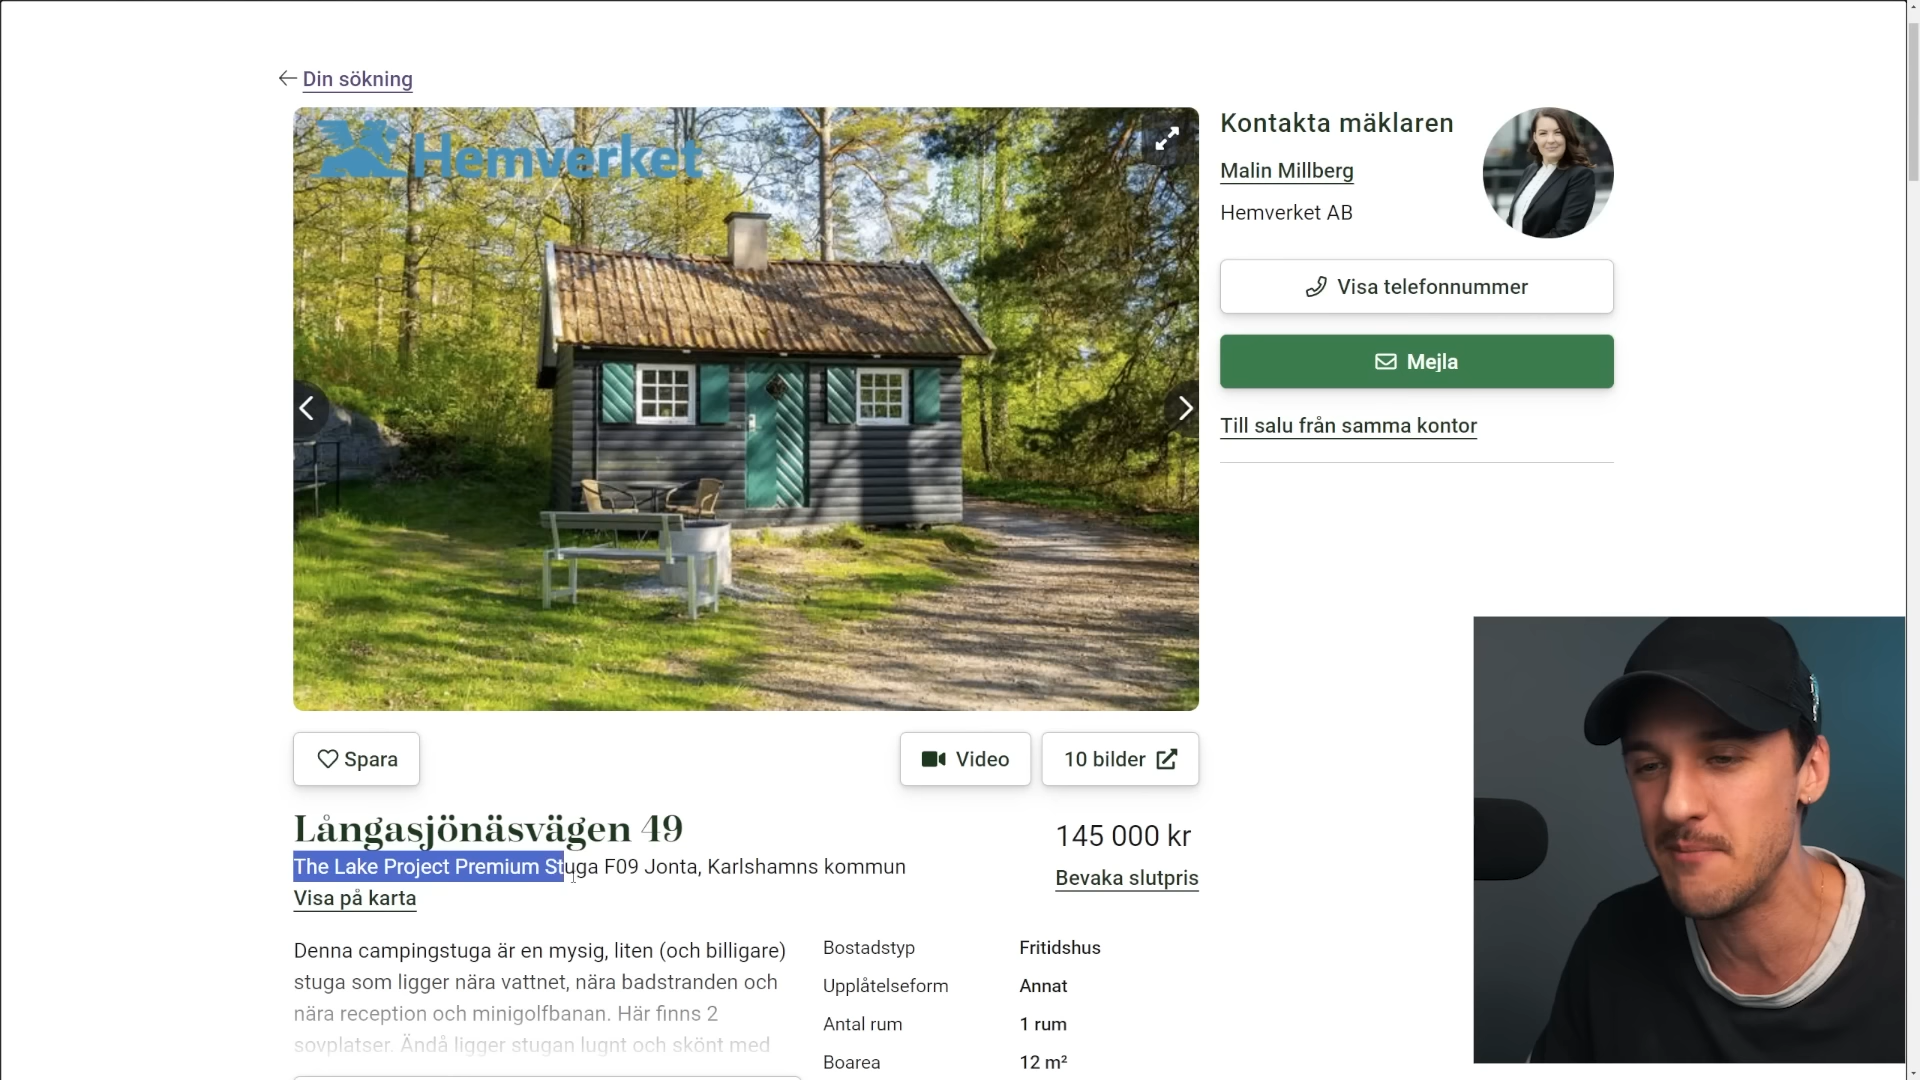 Din sökning
Hemverket
Kontakta mäklaren
Malin Millberg
Hemverket AB
Visa telefonnummer
Mejla
Till salu från samma kontor
Spara
Video
10 bilder
Långasjönäsvägen 49
The Lake Project Premium Stuga F09 Jonta, Karlshamns kommun
Visa på karta
145 000 kr
Bevaka slutpris
Denna campingstuga är en mysig, liten (och billigare)
stuga som ligger nära vattnet, nära badstranden och
nära reception och minigolfbanan. Här finns 2
sovplatser. Ändå ligger stugan lugnt och skönt med
Bostadstyp Fritidshus
Upplåtelseform Annat
Antal rum 1 rum
Boarea 12 m²